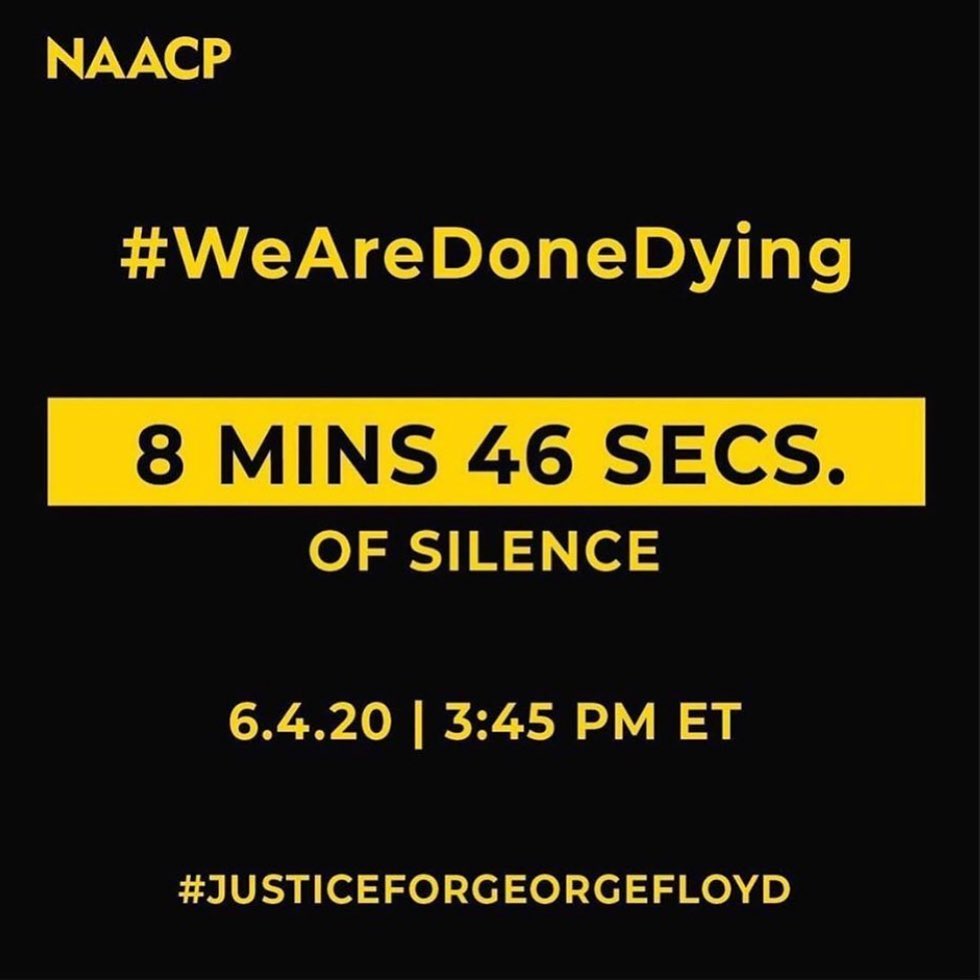 NAACP
#WeAreDoneDying
8 MINS 46 SECS.
OF SILENCE
6.4.20 | 3:45 PM ET
#JUSTICEFORGEORGEFLOYD